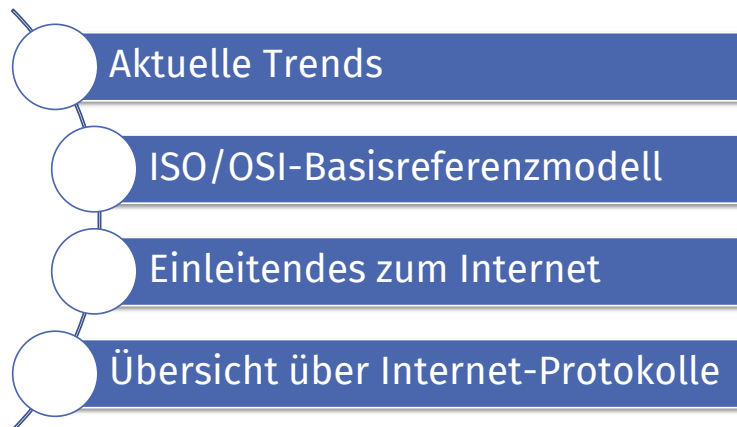 Aktuelle Trends
ISO/OSI-Basisreferenzmodell
Einleitendes zum Internet
Übersicht über Internet-Protokolle